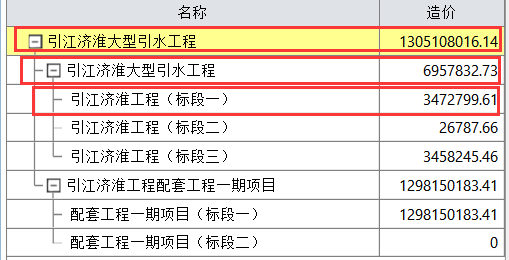 名称 造价
引江济淮大型引水工程 1305108016.14
引江济淮大型引水工程 6957832.73
引江济淮工程（标段一） 3472799.61
引江济淮工程（标段二） 26787.66
引江济淮工程（标段三） 3458245.46
引江济淮工程配套工程一期项目 1298150183.41
配套工程一期项目（标段一） 1298150183.41
配套工程一期项目（标段二） 0